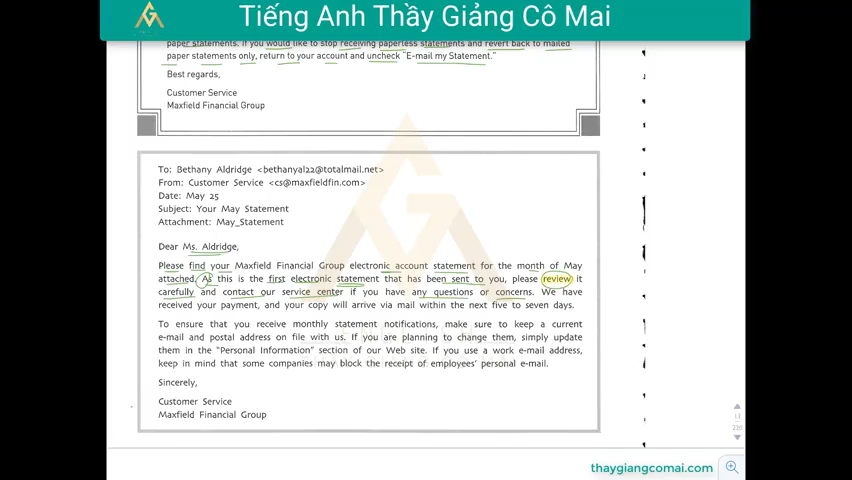 Tiếng Anh Thầy Giảng Cô Mai
paper statements. If you would like to stop receiving paperless statements and revert back to mailed
paper statements only, return to your account and uncheck "E-mail my Statement."
Best regards,
Customer Service
Maxfield Financial Group
To: Bethany Aldridge <bethanyal22@totalmail.net>
From: Customer Service <cs@maxfieldfin.com>
Date: May 25
Subject: Your May Statement
Attachment: May_Statement
Dear Ms. Aldridge,
Please find your Maxfield Financial Group electronic account statement for the month of May
attached. As this is the first electronic statement that has been sent to you, please review it
carefully and contact our service center if you have any questions or concerns. We have
received your payment, and your copy will arrive via mail within the next five to seven days.
To ensure that you receive monthly statement notifications, make sure to keep a current
e-mail and postal address on file with us. If you are planning to change them, simply update
them in the "Personal Information" section of our Web site. If you use a work e-mail address,
keep in mind that some companies may block the receipt of employees' personal e-mail.
Sincerely,
Customer Service
Maxfield Financial Group
thaygiangcomai.com